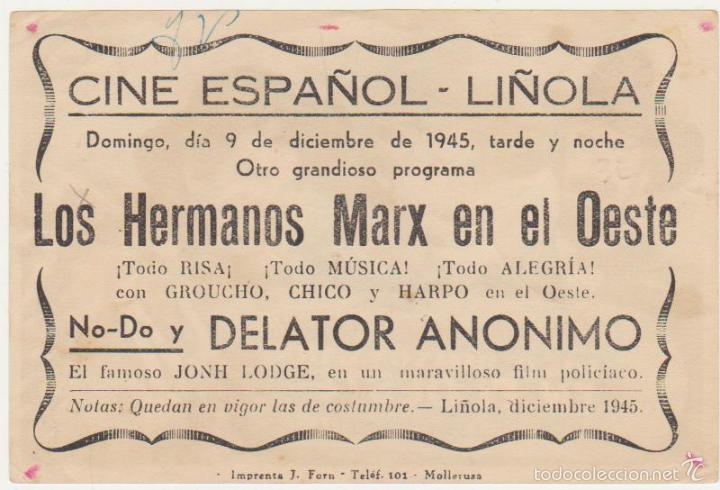 CINE ESPAÑOL - LIÑOLA
Domingo, día 9 de diciembre de 1945, tarde y noche
Otro grandioso programa
Los Hermanos Marx en el Oeste
¡Todo RISA¡ ¡Todo MÚSICA! ¡Todo ALEGRÍA!
con GROUCHO, CHICO y HARPO en el Oeste.
No-Do y DELATOR ANONIMO
El famoso JONH LODGE, en un maravilloso film policíaco.
Notas: Quedan en vigor las de costumbre.— Liñola, diciembre 1945.
- Imprenta J. Forn - Teléf. 101 - Mollerusa
todocoleccion.net